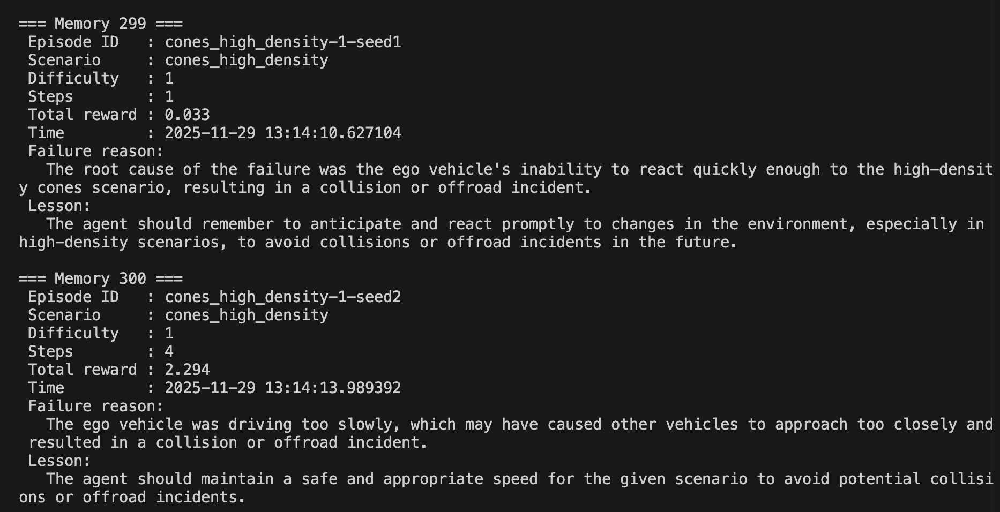 === Memory 299 ===
Episode ID   : cones_high_density-1-seed1
Scenario     : cones_high_density
Difficulty   : 1
Steps        : 1
Total reward : 0.033
Time         : 2025-11-29 13:14:10.627104
Failure reason:
The root cause of the failure was the ego vehicle's inability to react quickly enough to the high-densit
y cones scenario, resulting in a collision or offroad incident.
Lesson:
The agent should remember to anticipate and react promptly to changes in the environment, especially in
high-density scenarios, to avoid collisions or offroad incidents in the future.
=== Memory 300 ===
Episode ID   : cones_high_density-1-seed2
Scenario     : cones_high_density
Difficulty   : 1
Steps        : 4
Total reward : 2.294
Time         : 2025-11-29 13:14:13.989392
Failure reason:
The ego vehicle was driving too slowly, which may have caused other vehicles to approach too closely and
resulted in a collision or offroad incident.
Lesson:
The agent should maintain a safe and appropriate speed for the given scenario to avoid potential collisi
ons or offroad incidents.